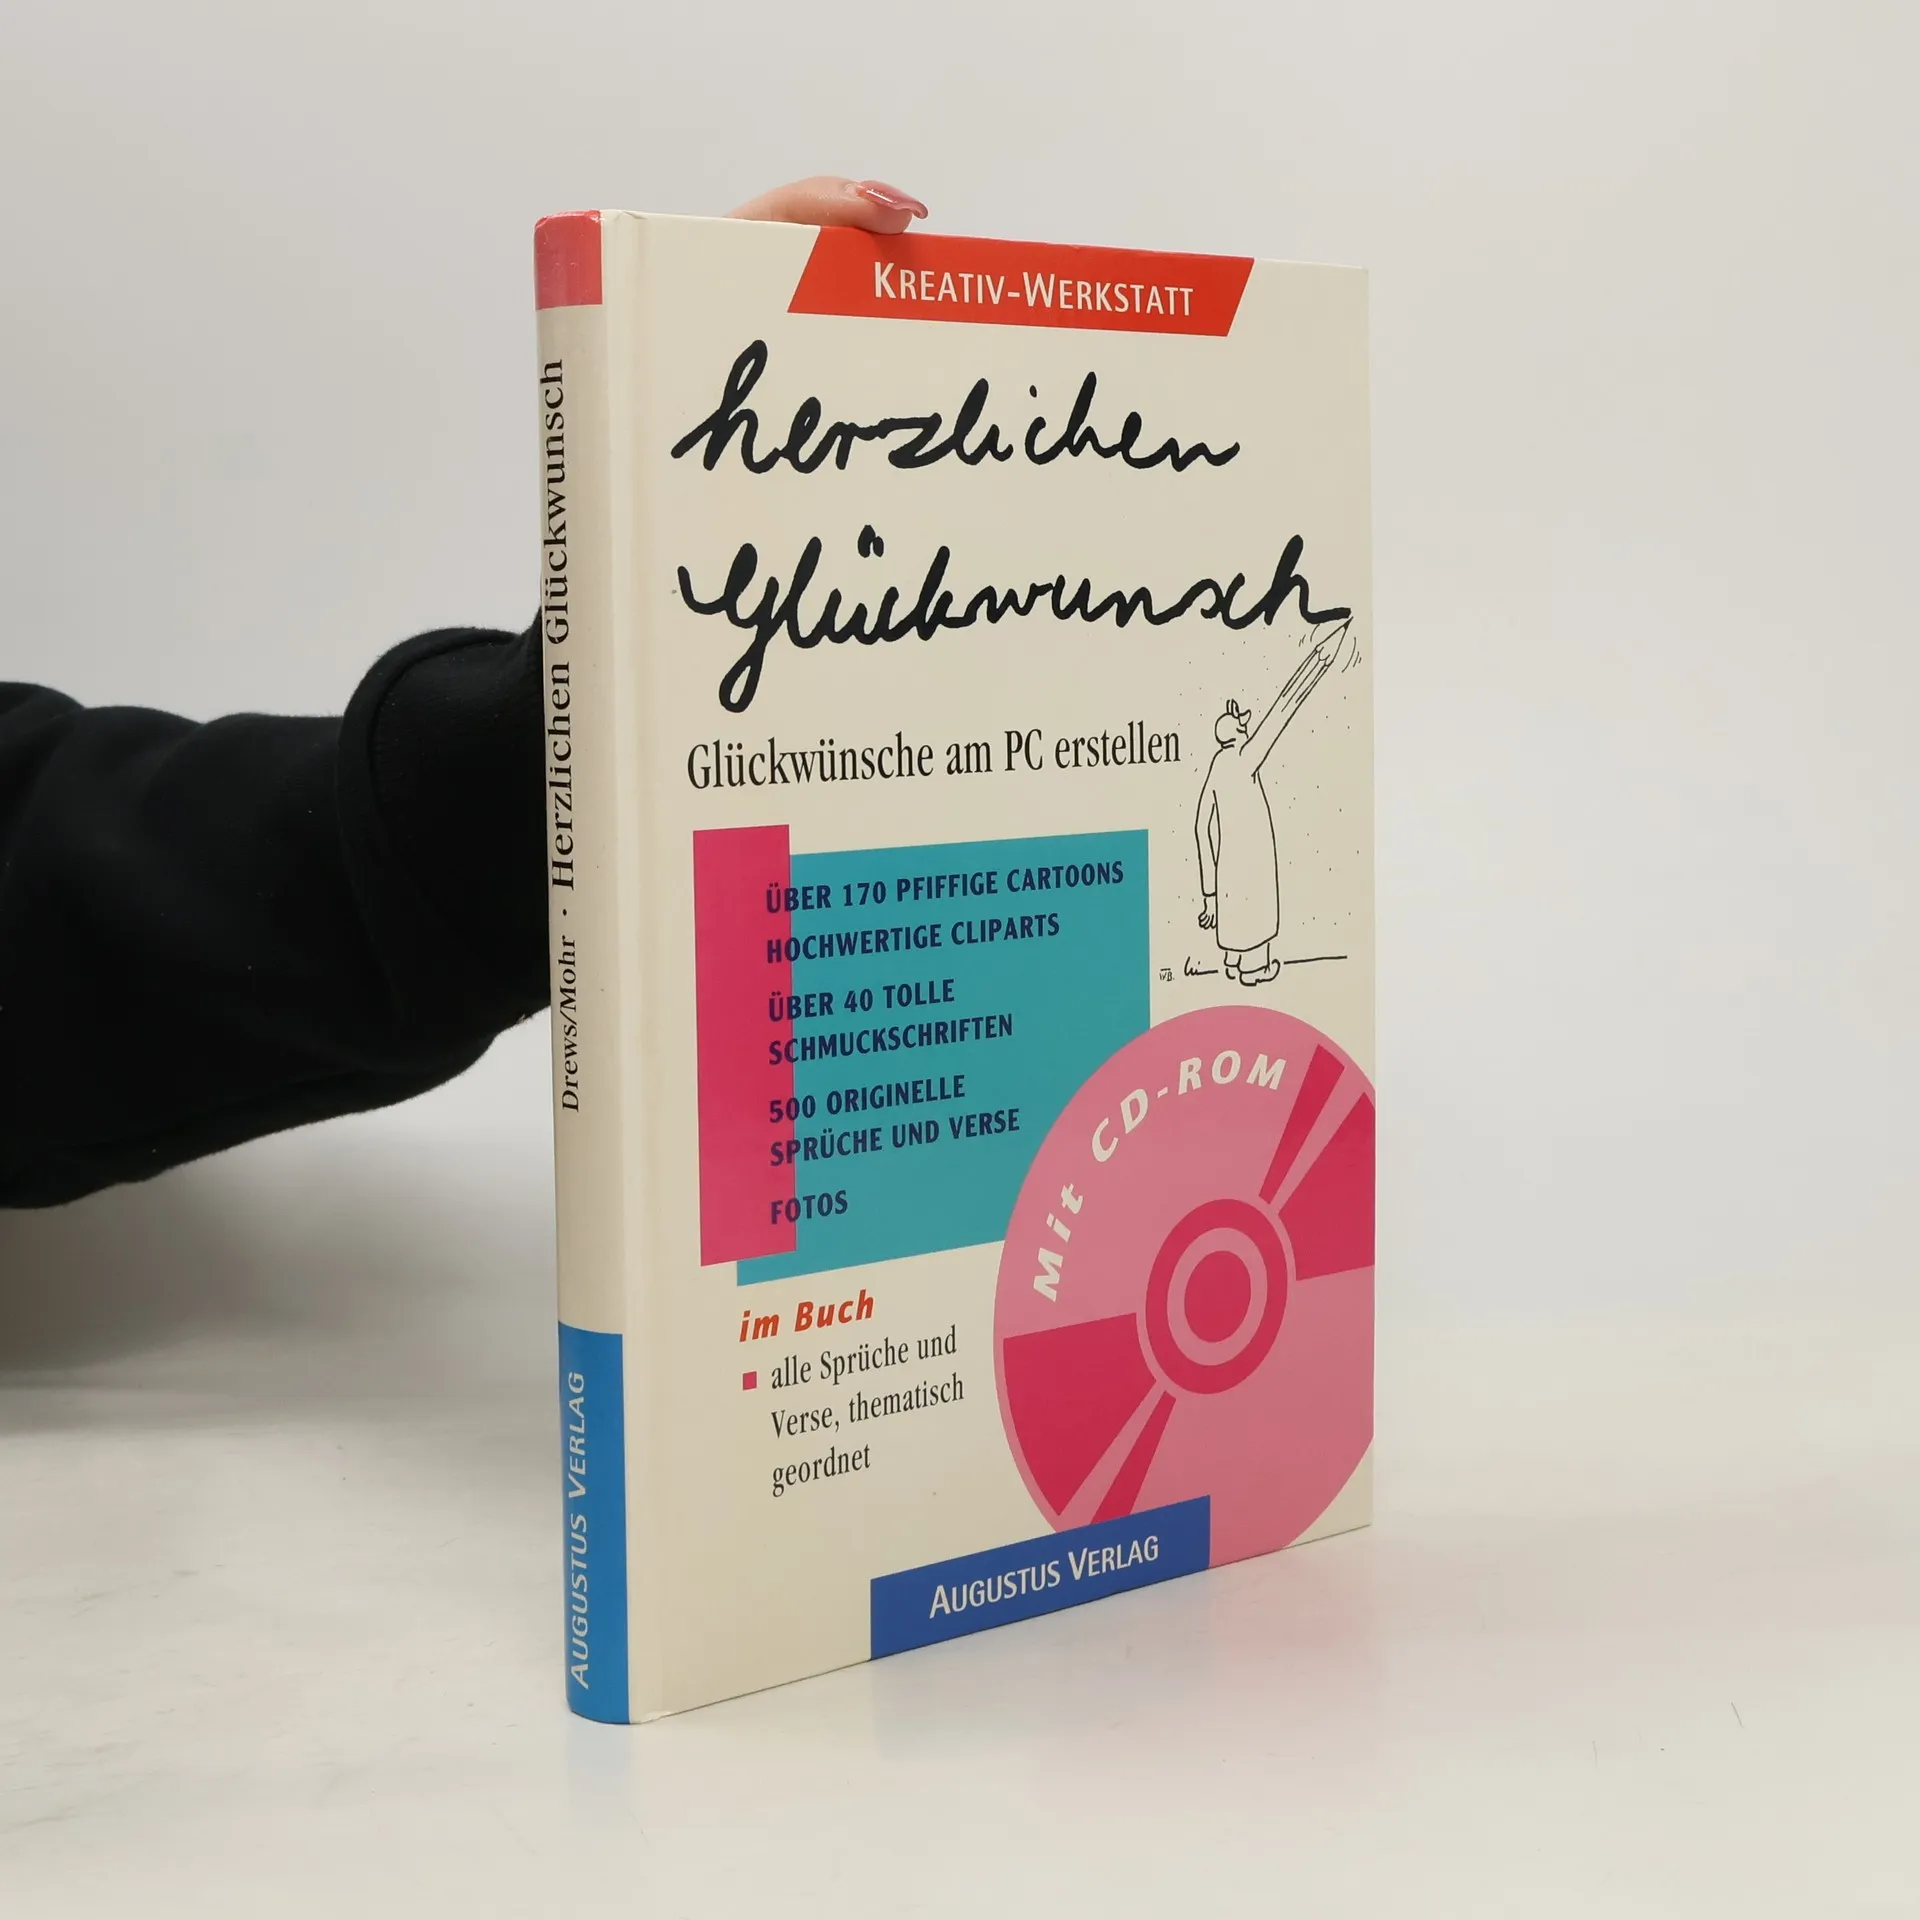 Drews/Mohr · Herzlichen Glückwunsch
AUGUSTUS VERLAG
KREATIV-WERKSTATT
herzlichen
Glückwunsch
Glückwünsche am PC erstellen
ÜBER 170 PFIFFIGE CARTOONS
HOCHWERTIGE CLIPARTS
ÜBER 40 TOLLE
SCHMUCKSCHRIFTEN
500 ORIGINELLE
SPRÜCHE UND VERSE
FOTOS
WB.
Mit CD-ROM
im Buch
alle Sprüche und
Verse, thematisch
geordnet
AUGUSTUS VERLAG